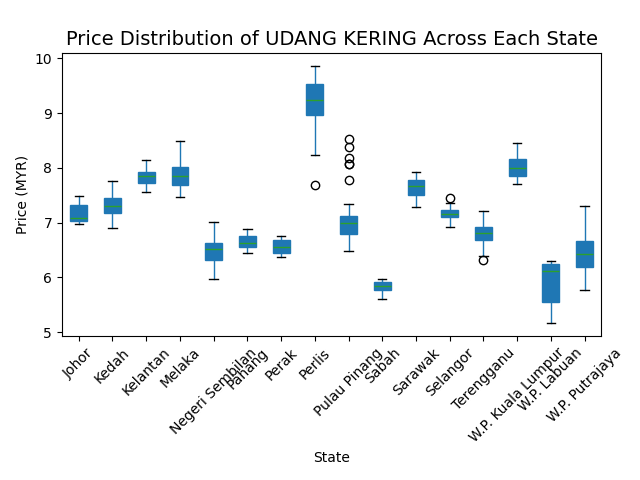 Price Distribution of UDANG KERING Across Each State
10
9
8
7
6
5
Price (MYR)
Johor
Kedah
Kelantan
Melaka
Negeri Sembilan
Pahang
Perak
Perlis
Pulau Pinang
Sabah
Sarawak
Selangor
Terengganu
W.P. Kuala Lumpur
W.P. Labuan
W.P. Putrajaya
State